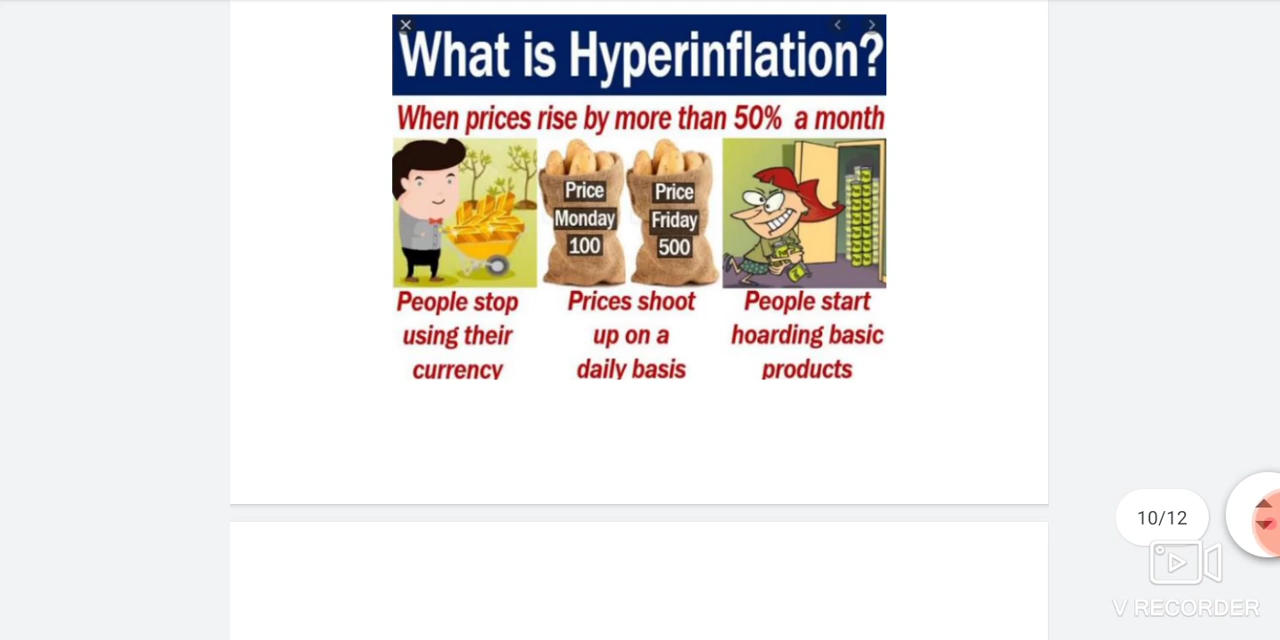 What is Hyperinflation?
When prices rise by more than 50% a month
Price
Monday
100
Price
Friday
500
People stop
using their
currency
Prices shoot
up on a
daily basis
People start
hoarding basic
products
10/12
V RECORDER